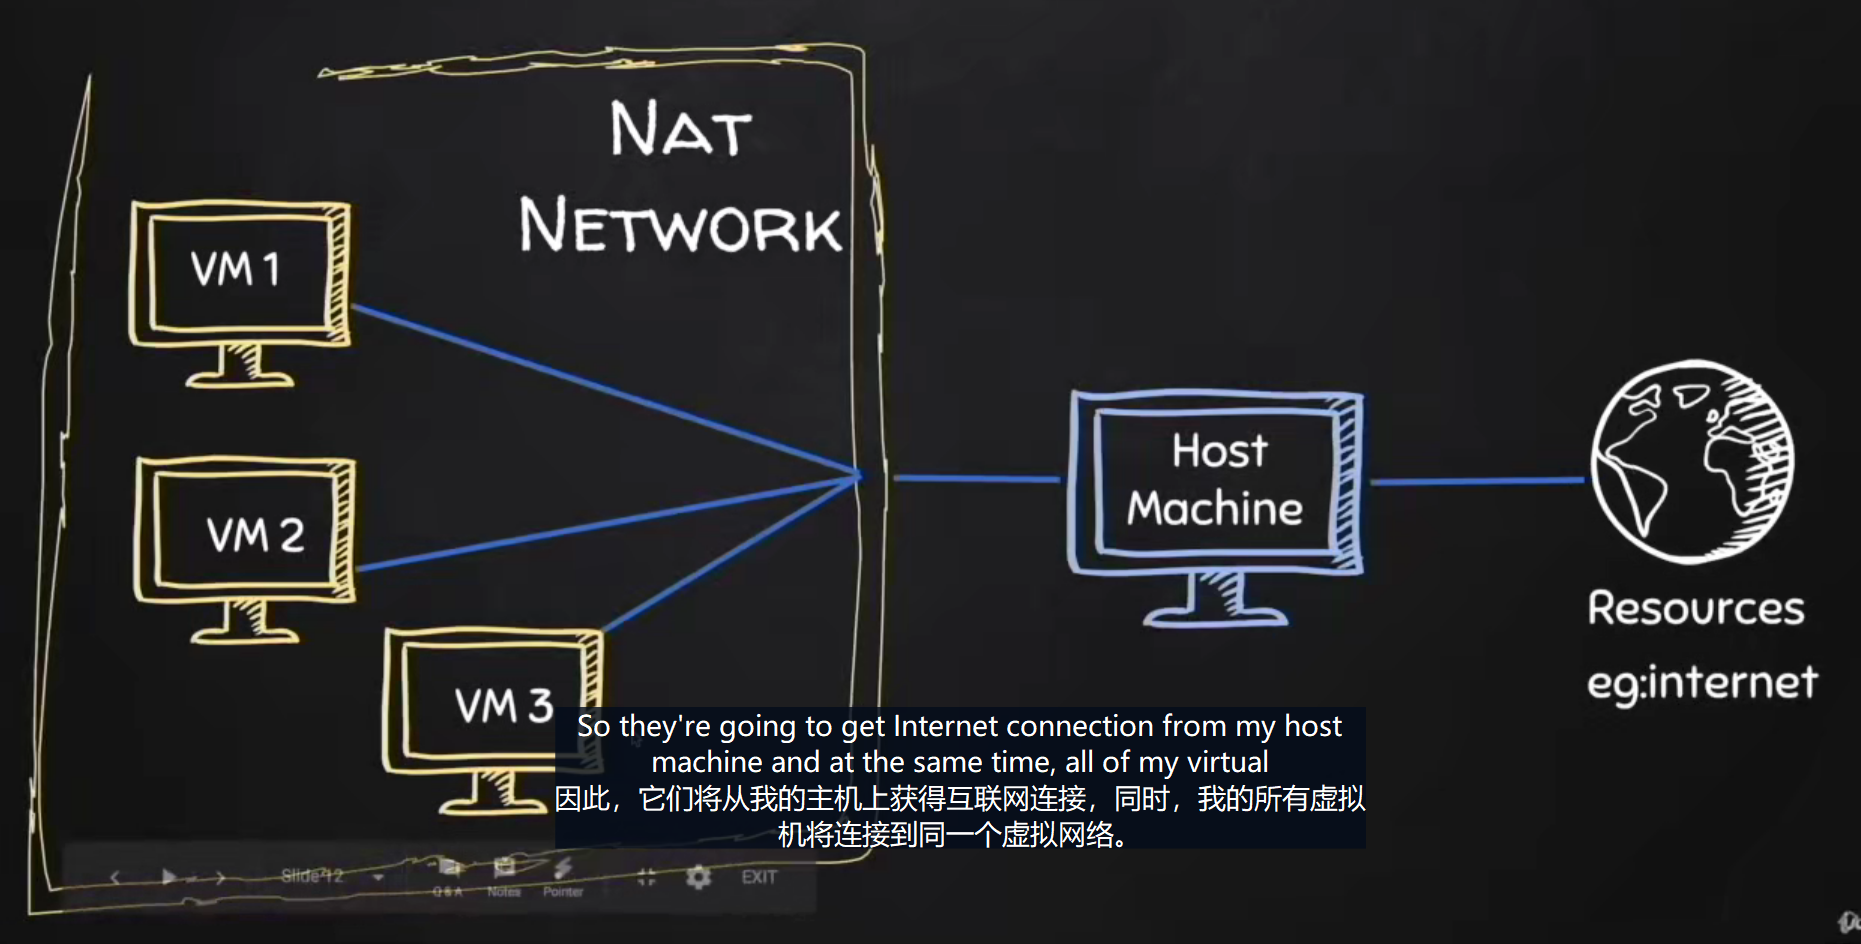 NAT
NETWORK
VM 1
VM 2
VM 3
Host
Machine
Resources
eg:internet
So they're going to get Internet connection from my host
machine and at the same time, all of my virtual
因此，它们将从我的主机上获得互联网连接，同时，我的所有虚拟
机将连接到同一个虚拟网络。
Slide 12
Q & A
Notes
Pointer
EXIT